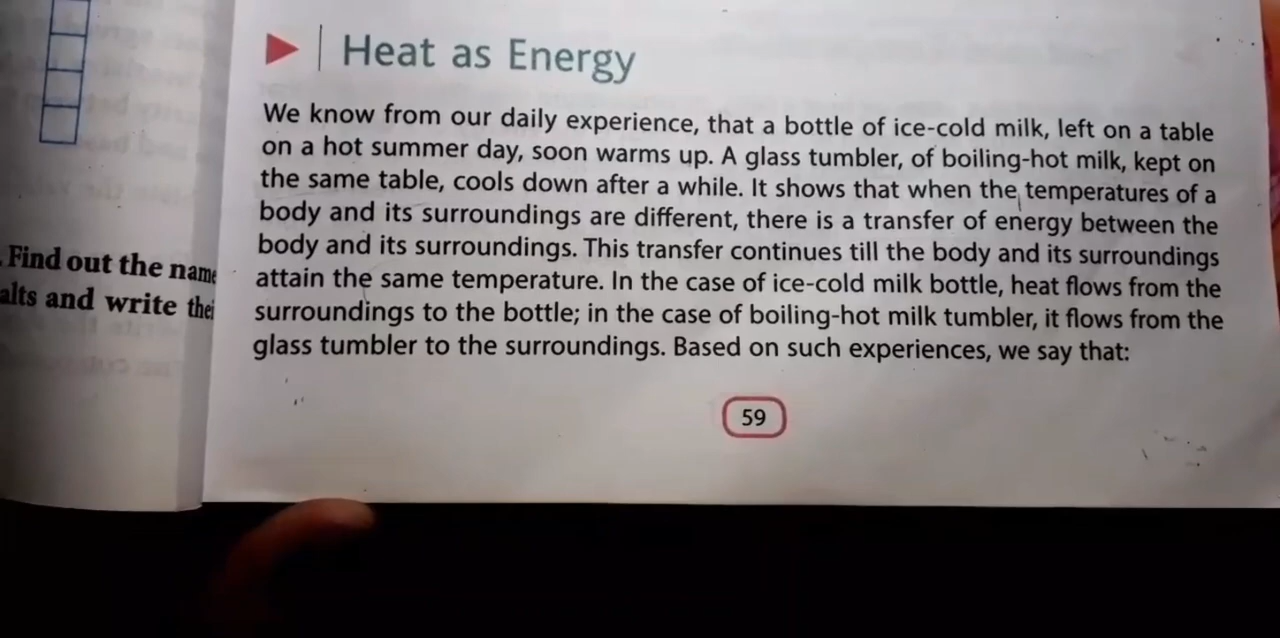 Heat as Energy
We know from our daily experience, that a bottle of ice-cold milk, left on a table
on a hot summer day, soon warms up. A glass tumbler, of boiling-hot milk, kept on
the same table, cools down after a while. It shows that when the temperatures of a
body and its surroundings are different, there is a transfer of energy between the
body and its surroundings. This transfer continues till the body and its surroundings
attain the same temperature. In the case of ice-cold milk bottle, heat flows from the
surroundings to the bottle; in the case of boiling-hot milk tumbler, it flows from the
glass tumbler to the surroundings. Based on such experiences, we say that:
59
. Find out the name
alts and write thei